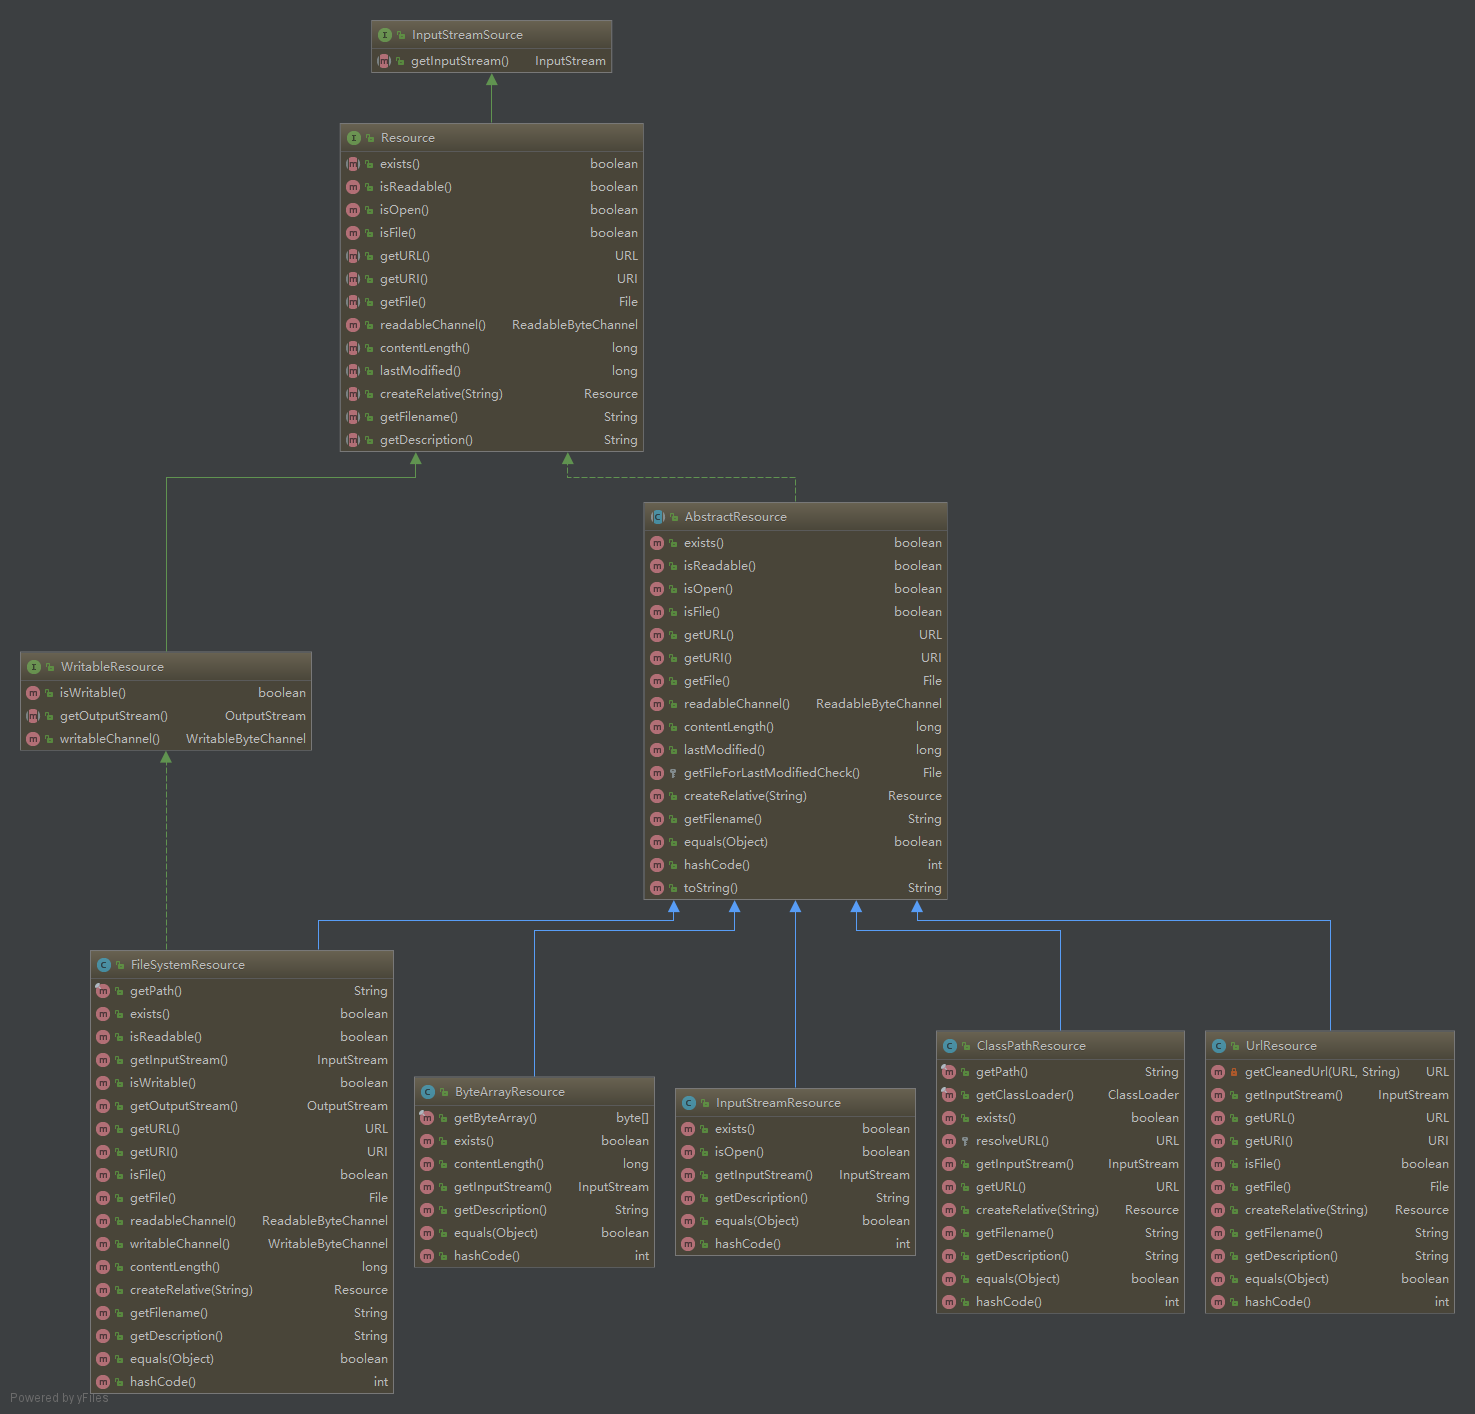 InputStreamSource
getInputStream() InputStream
Resource
exists() boolean
isReadable() boolean
isOpen() boolean
isFile() boolean
getURL() URL
getURI() URI
getFile() File
readableChannel() ReadableByteChannel
contentLength() long
lastModified() long
createRelative(String) Resource
getFilename() String
getDescription() String
AbstractResource
exists() boolean
isReadable() boolean
isOpen() boolean
isFile() boolean
getURL() URL
getURI() URI
getFile() File
readableChannel() ReadableByteChannel
contentLength() long
lastModified() long
getFileForLastModifiedCheck() File
createRelative(String) Resource
getFilename() String
equals(Object) boolean
hashCode() int
toString() String
WritableResource
isWritable() boolean
getOutputStream() OutputStream
writableChannel() WritableByteChannel
FileSystemResource
getPath() String
exists() boolean
isReadable() boolean
getInputStream() InputStream
isWritable() boolean
getOutputStream() OutputStream
getURL() URL
getURI() URI
isFile() boolean
getFile() File
readableChannel() ReadableByteChannel
writableChannel() WritableByteChannel
contentLength() long
createRelative(String) Resource
getFilename() String
getDescription() String
equals(Object) boolean
hashCode() int
ByteArrayResource
getByteArray() byte[]
exists() boolean
contentLength() long
getInputStream() InputStream
getDescription() String
equals(Object) boolean
hashCode() int
InputStreamResource
exists() boolean
isOpen() boolean
getInputStream() InputStream
getDescription() String
equals(Object) boolean
hashCode() int
ClassPathResource
getPath() String
getClassLoader() ClassLoader
exists() boolean
resolveURL() URL
getInputStream() InputStream
getURL() URL
createRelative(String) Resource
getFilename() String
getDescription() String
equals(Object) boolean
hashCode() int
UrlResource
getCleanedUrl(URL, String) URL
getInputStream() InputStream
getURL() URL
getURI() URI
isFile() boolean
getFile() File
createRelative(String) Resource
getFilename() String
getDescription() String
equals(Object) boolean
hashCode() int
Powered by yFiles